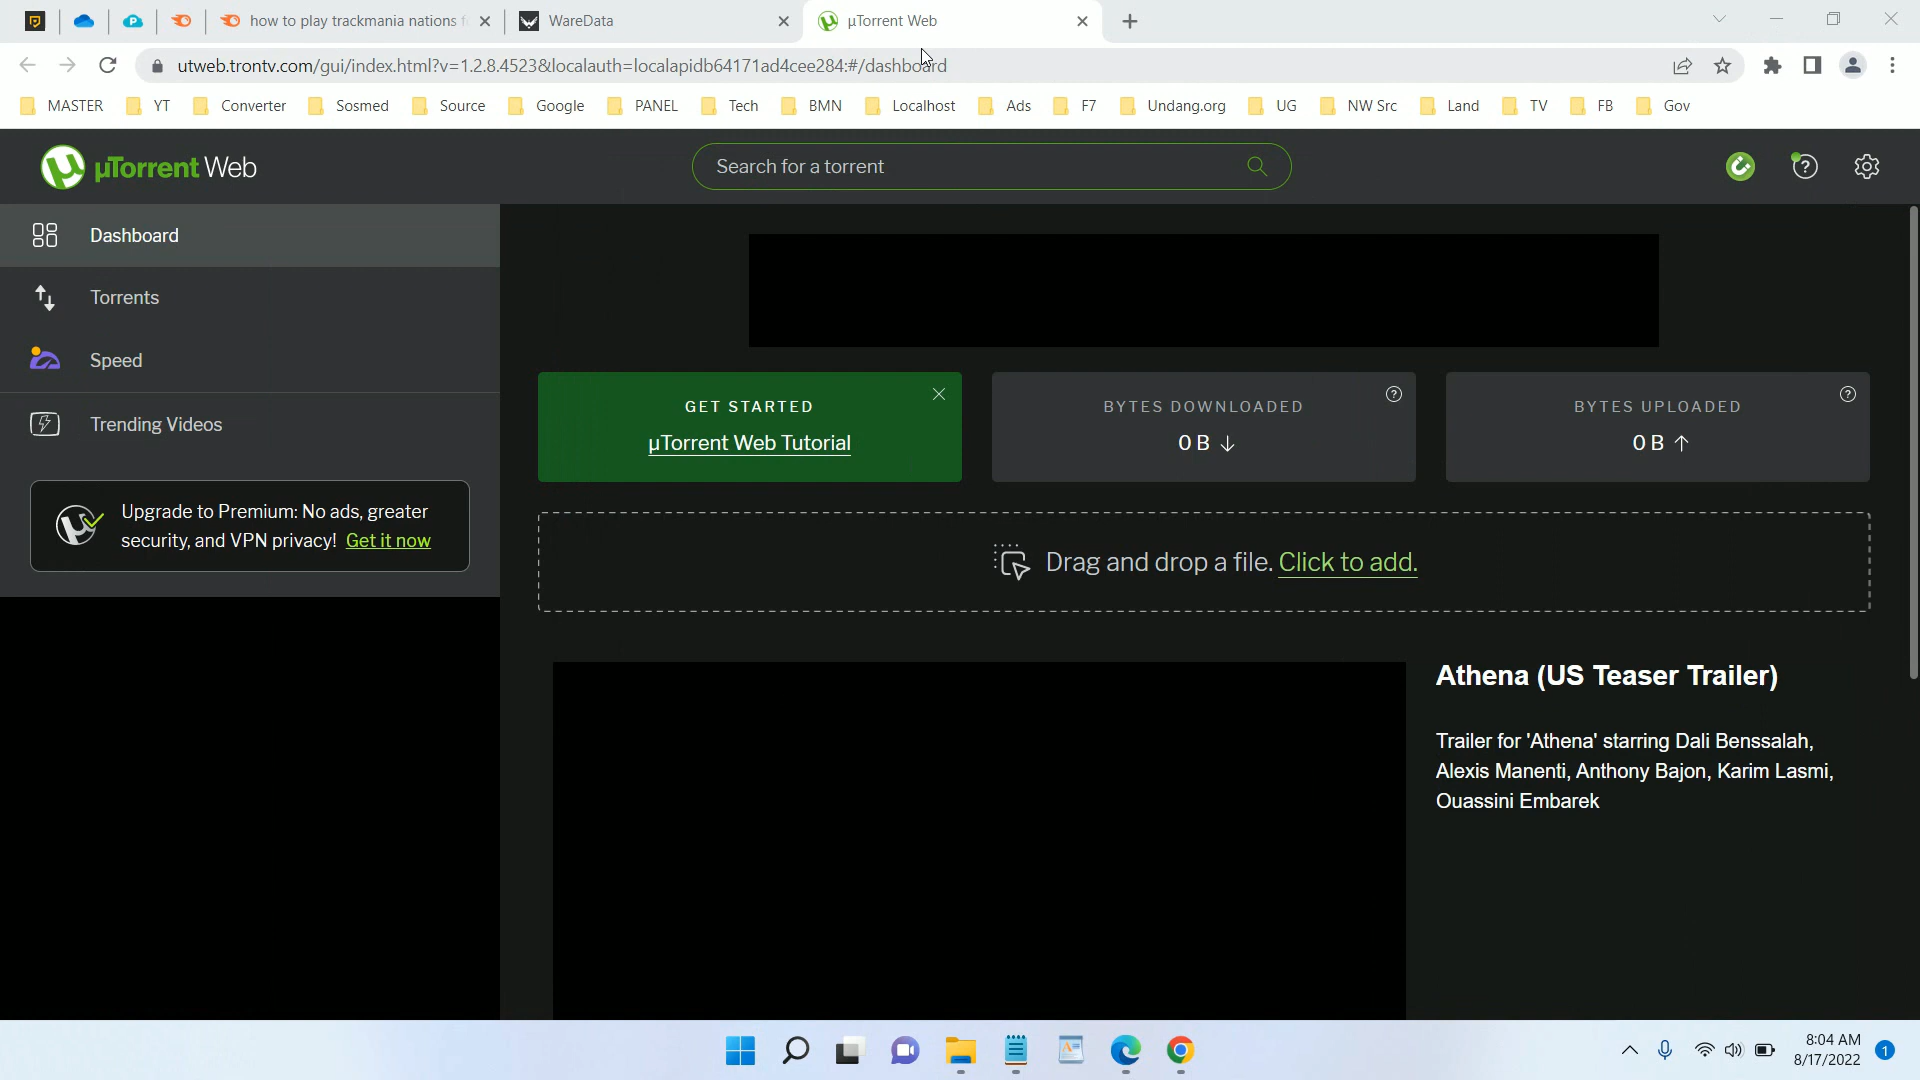 how to play trackmania nations f
WareData
µTorrent Web
utweb.trontv.com/gui/index.html?v=1.2.8.4523&localauth=localapidb64171ad4cee284:#/dashboard
MASTER YT Converter Sosmed Source Google PANEL Tech BMN Localhost Ads F7 Undang.org UG NW Src Land TV FB Gov
µTorrent Web
Search for a torrent
Dashboard
Torrents
Speed
Trending Videos
Upgrade to Premium: No ads, greater
security, and VPN privacy! Get it now
GET STARTED
µTorrent Web Tutorial
BYTES DOWNLOADED
0 B ↓
BYTES UPLOADED
0 B ↑
Drag and drop a file. Click to add.
Athena (US Teaser Trailer)
Trailer for 'Athena' starring Dali Benssalah,
Alexis Manenti, Anthony Bajon, Karim Lasmi,
Ouassini Embarek
8:04 AM
8/17/2022
1